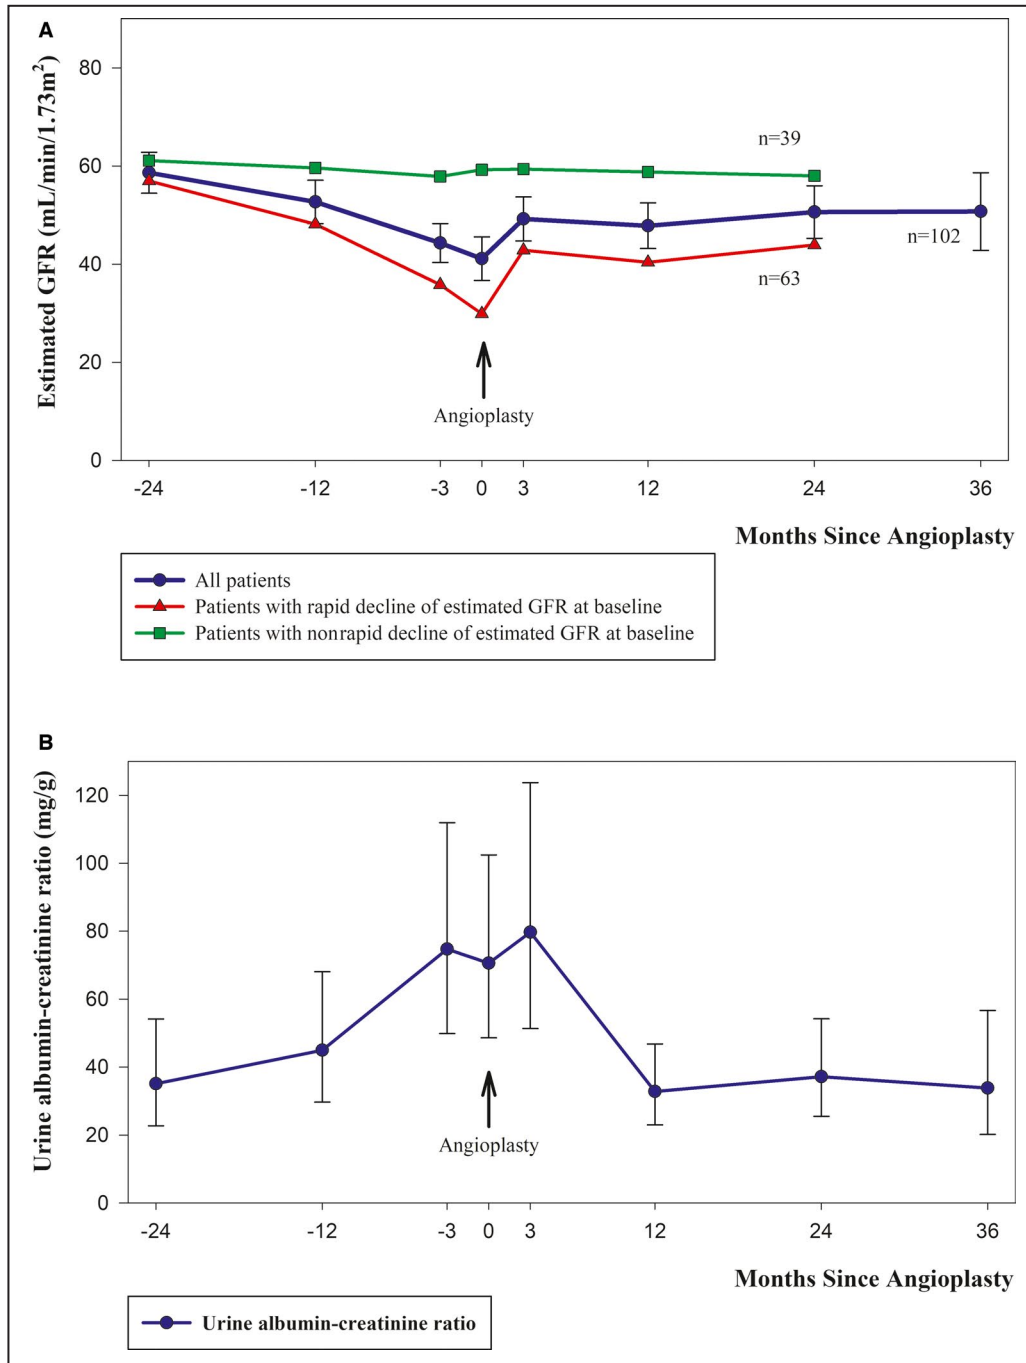 A
Estimated GFR (mL/min/1.73m²)
80
60
40
20
0
n=39
n=102
n=63
Angioplasty
-24 -12 -3 0 3 12 24 36
Months Since Angioplasty
All patients
Patients with rapid decline of estimated GFR at baseline
Patients with nonrapid decline of estimated GFR at baseline
B
Urine albumin-creatinine ratio (mg/g)
120
100
80
60
40
20
0
Angioplasty
-24 -12 -3 0 3 12 24 36
Months Since Angioplasty
Urine albumin-creatinine ratio